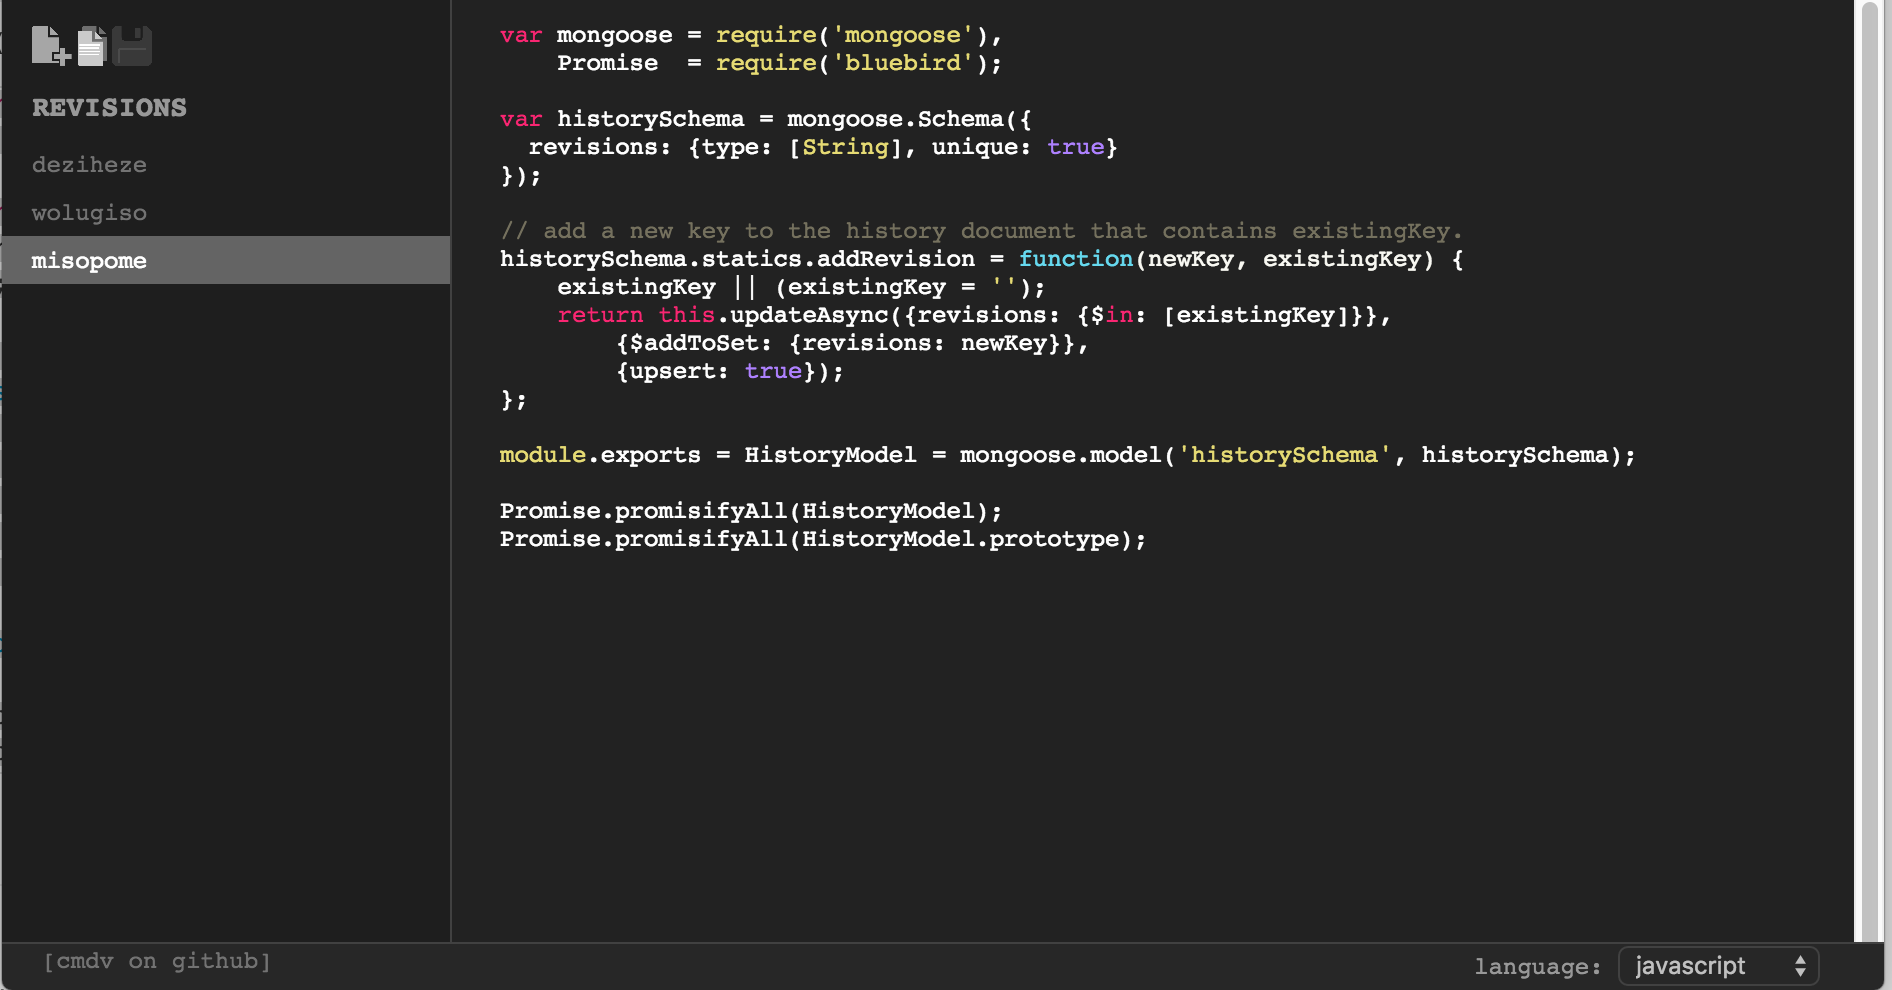 REVISIONS
deziheze
wolugiso
misopome
var mongoose = require('mongoose'),
    Promise  = require('bluebird');

var historySchema = mongoose.Schema({
  revisions: {type: [String], unique: true}
});

// add a new key to the history document that contains existingKey.
historySchema.statics.addRevision = function(newKey, existingKey) {
    existingKey || (existingKey = '');
    return this.updateAsync({revisions: {$in: [existingKey]}},
        {$addToSet: {revisions: newKey}},
        {upsert: true});
};

module.exports = HistoryModel = mongoose.model('historySchema', historySchema);

Promise.promisifyAll(HistoryModel);
Promise.promisifyAll(HistoryModel.prototype);
[cmdv on github]
language: javascript